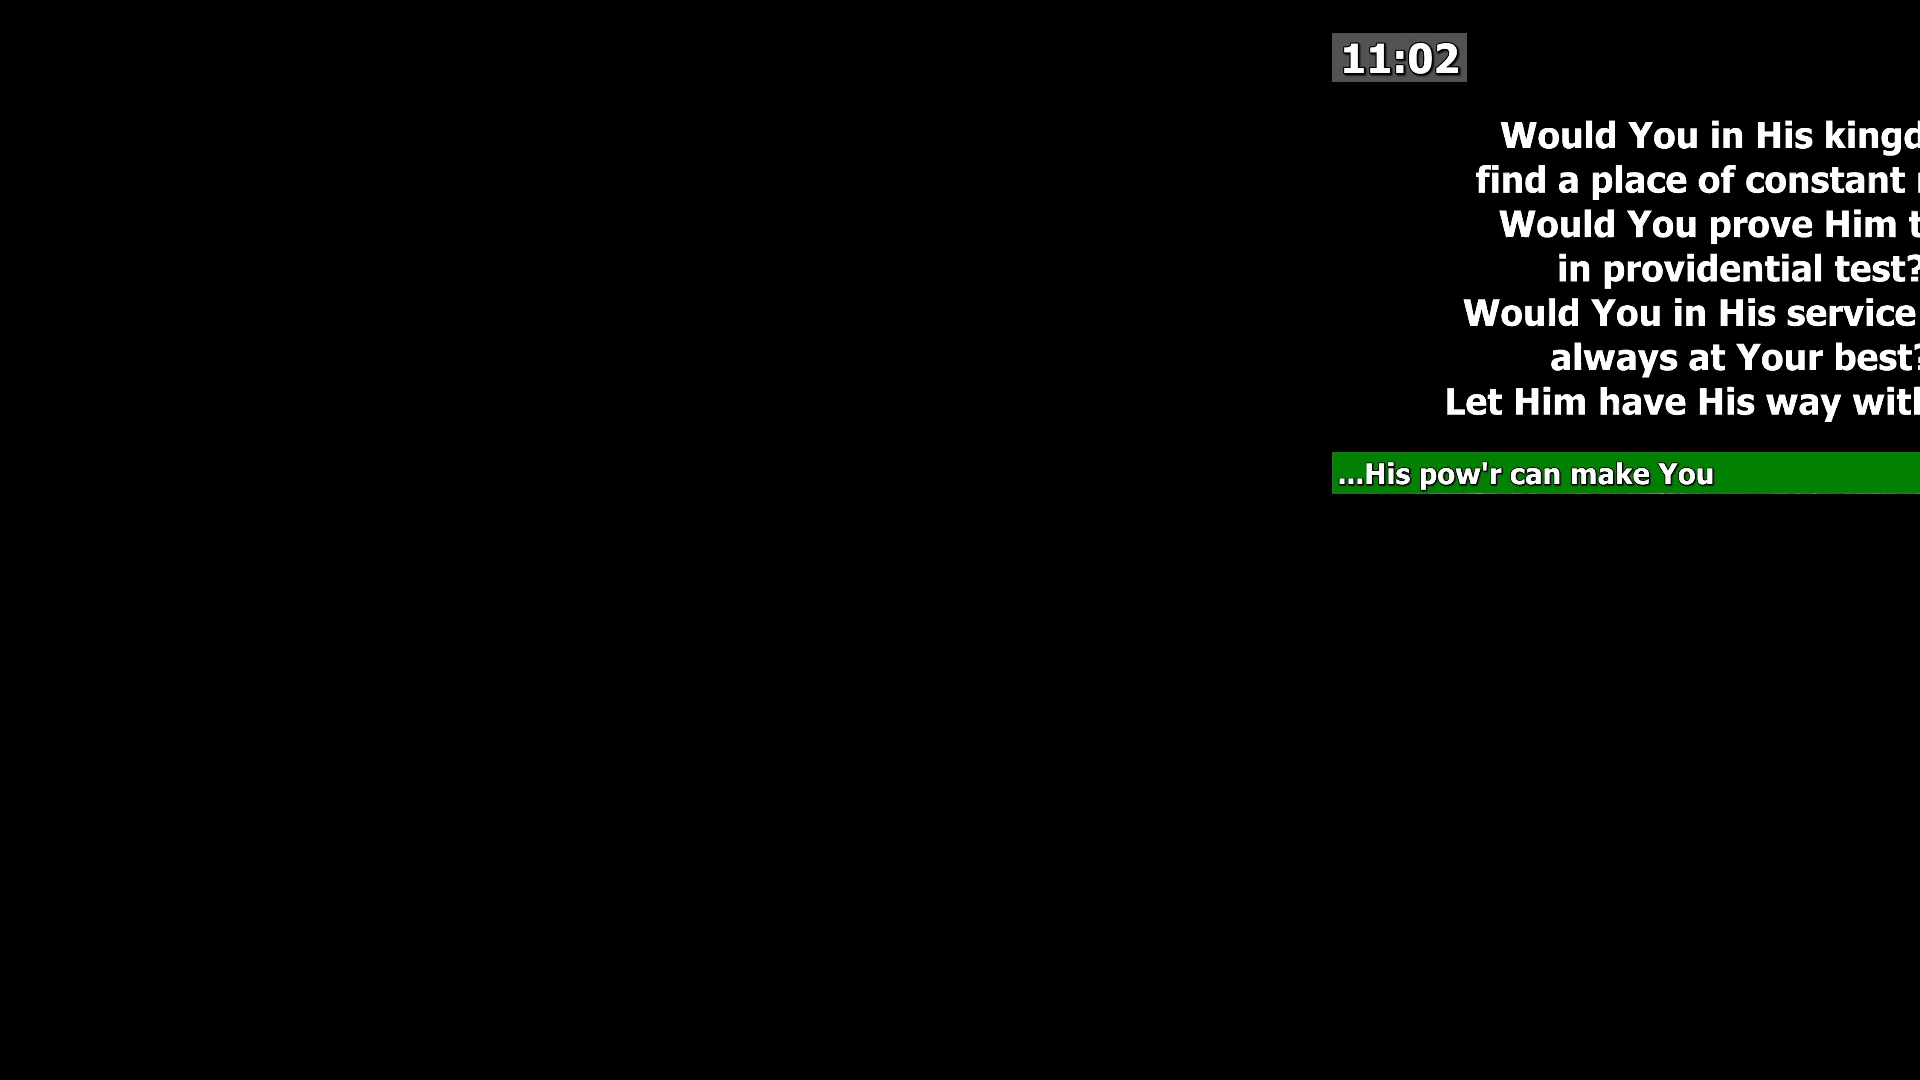 11:02
Would You in His kingd
find a place of constant
Would You prove Him t
in providential test?
Would You in His service
always at Your best?
Let Him have His way with
...His pow'r can make You